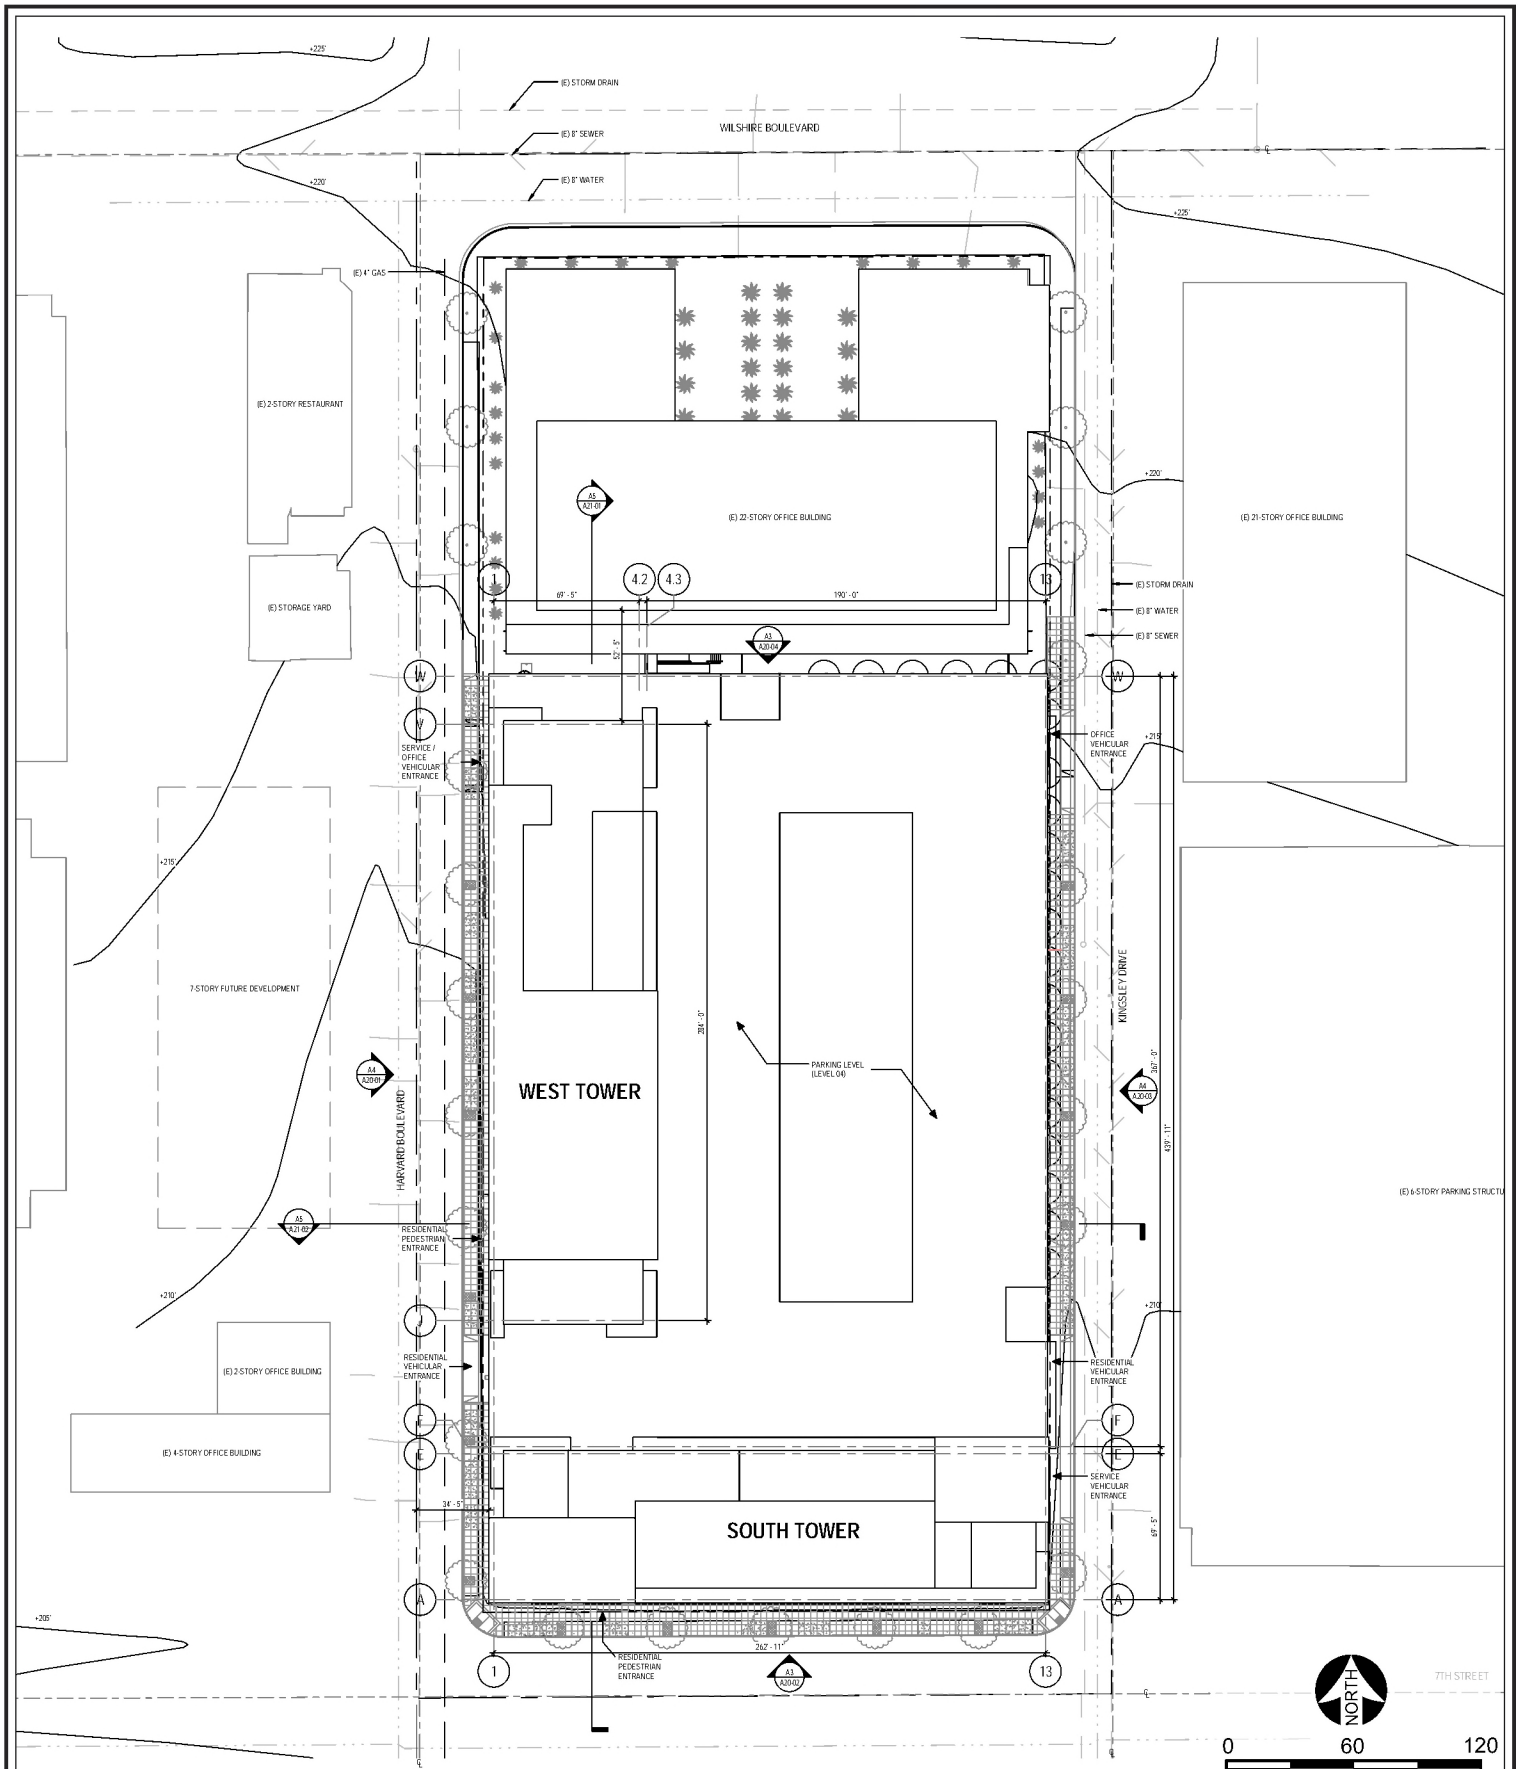 +225'
(E) STORM DRAIN
WILSHIRE BOULEVARD
(E) 8" SEWER
(E) 8" WATER
+220'
+225'
(E) 4" GAS
(E) 2-STORY RESTAURANT
+220'
A5
A21-01
(E) 22-STORY OFFICE BUILDING
(E) 21-STORY OFFICE BUILDING
1
4.2
4.3
13
(E) STORM DRAIN
69' - 5"
190' - 0"
(E) STORAGE YARD
(E) 8" WATER
(E) 8" SEWER
52' - 5"
A3
A20-04
W
W
V
SERVICE /
OFFICE
VEHICULAR
ENTRANCE
OFFICE
VEHICULAR
ENTRANCE
+215'
+215'
7-STORY FUTURE DEVELOPMENT
284' - 0"
KINGSLEY DRIVE
PARKING LEVEL
(LEVEL 04)
367' - 0"
A4
A20-01
WEST TOWER
A4
A20-03
HARVARD BOULEVARD
439' - 11"
(E) 6-STORY PARKING STRUCTU
A5
A21-02
RESIDENTIAL
PEDESTRIAN
ENTRANCE
+210'
+210'
J
RESIDENTIAL
VEHICULAR
ENTRANCE
RESIDENTIAL
VEHICULAR
ENTRANCE
(E) 2-STORY OFFICE BUILDING
F
F
(E) 4-STORY OFFICE BUILDING
E
E
SERVICE
VEHICULAR
ENTRANCE
34' - 5"
SOUTH TOWER
69' - 5"
A
A
+205'
262' - 11"
RESIDENTIAL
PEDESTRIAN
ENTRANCE
1
A3
A20-02
13
7TH STREET
NORTH
0 60 120